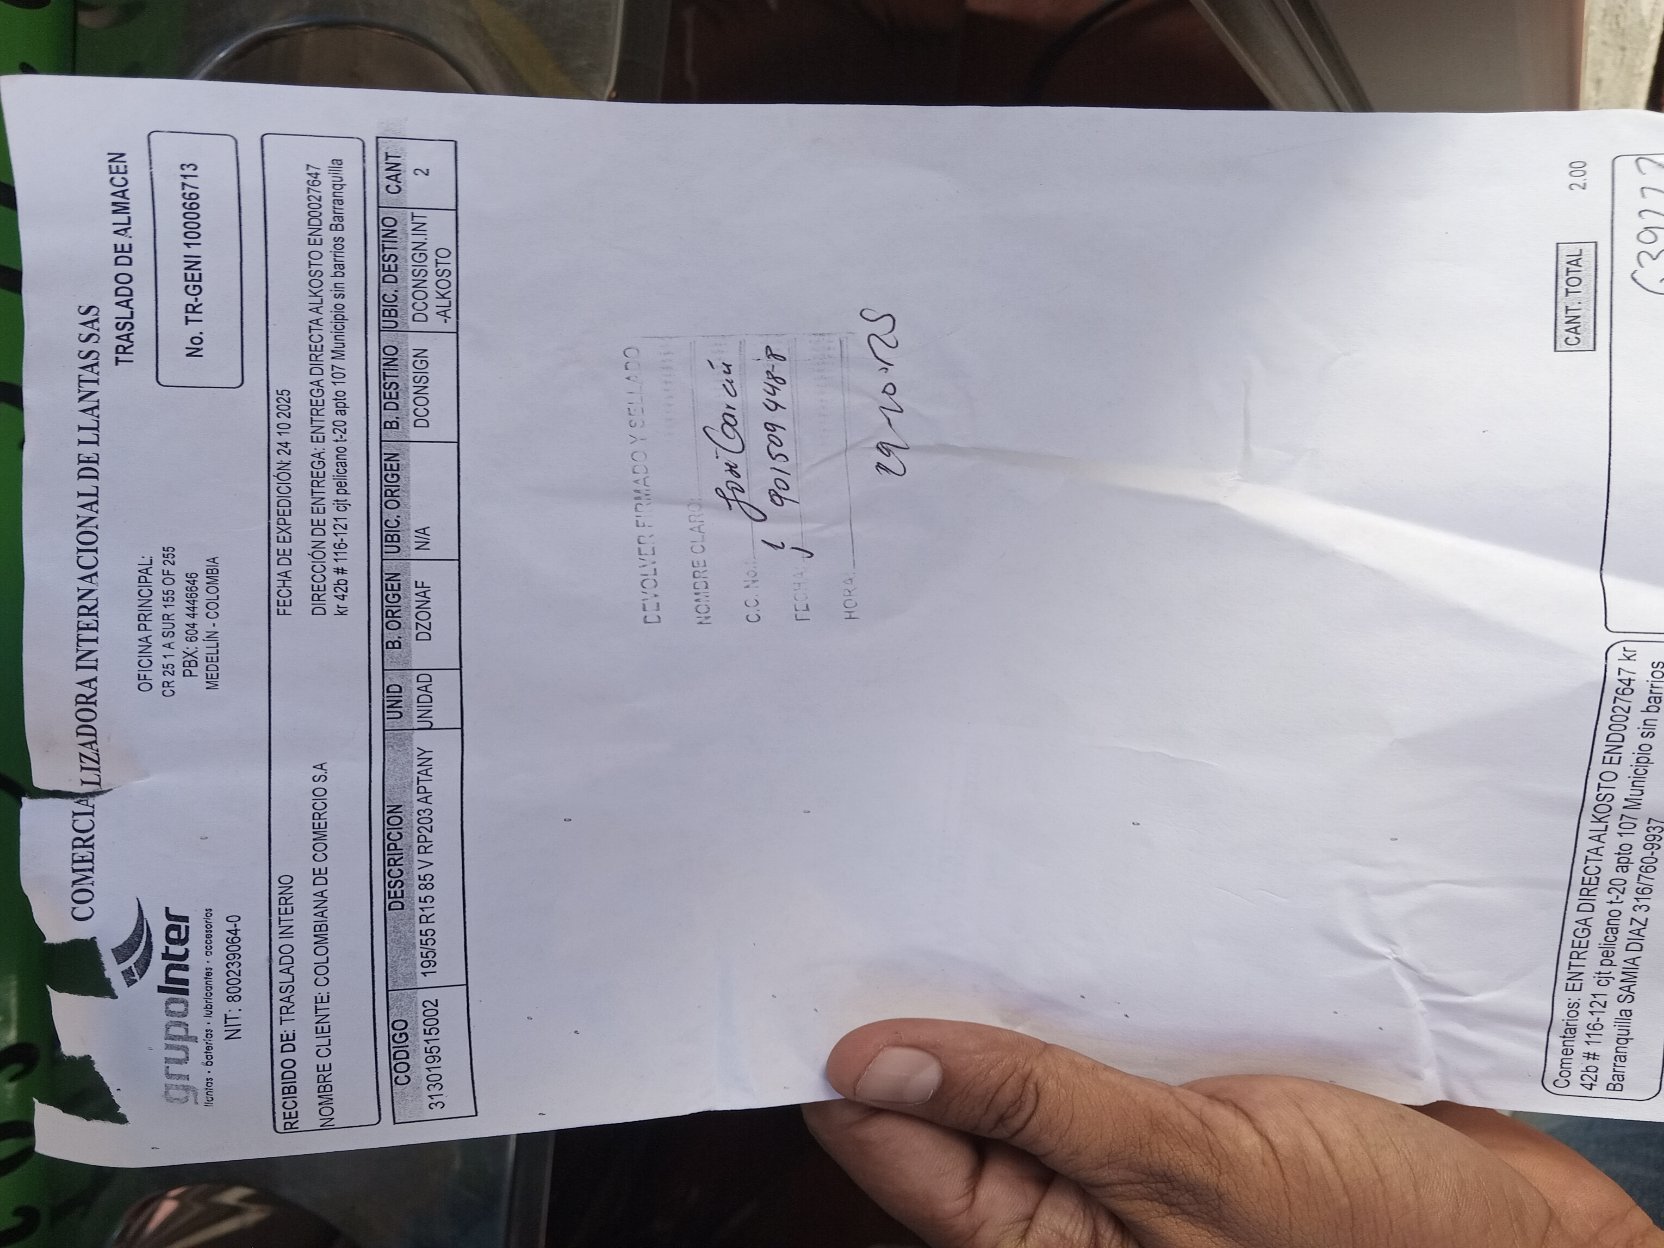 COMERCIALIZADORA INTERNACIONAL DE LLANTAS SAS
grupoInter
llantas • baterías • lubricantes • accesorios
NIT: 800239064-0
OFICINA PRINCIPAL:
CR 25 1 A SUR 155 OF 255
PBX: 604 4446646
MEDELLÍN - COLOMBIA
TRASLADO DE ALMACEN
No. TR-GENI 100066713
RECIBIDO DE: TRASLADO INTERNO
NOMBRE CLIENTE: COLOMBIANA DE COMERCIO S.A
FECHA DE EXPEDICIÓN: 24 10 2025
DIRECCIÓN DE ENTREGA: ENTREGA DIRECTA ALKOSTO END0027647
kr 42b # 116-121 cjt pelicano t-20 apto 107 Municipio sin barrios Barranquilla
CODIGO DESCRIPCION UNID B. ORIGEN UBIC. ORIGEN B. DESTINO UBIC. DESTINO CANT
313019515002 195/55 R15 85 V RP203 APTANY UNIDAD DZONAF N/A DCONSIGN DCONSIGN.INT 2
-ALKOSTO
DEVOLVER FIRMADO Y SELLADO
NOMBRE CLARO:
C.C. No.: Jose Garcia
FECHA: 901509448-8
HORA:
29-10-25
CANT. TOTAL 2.00
Comentarios: ENTREGA DIRECTA ALKOSTO END0027647 kr
42b # 116-121 cjt pelicano t-20 apto 107 Municipio sin barrios
Barranquilla SAMIA DIAZ 316/760-9937